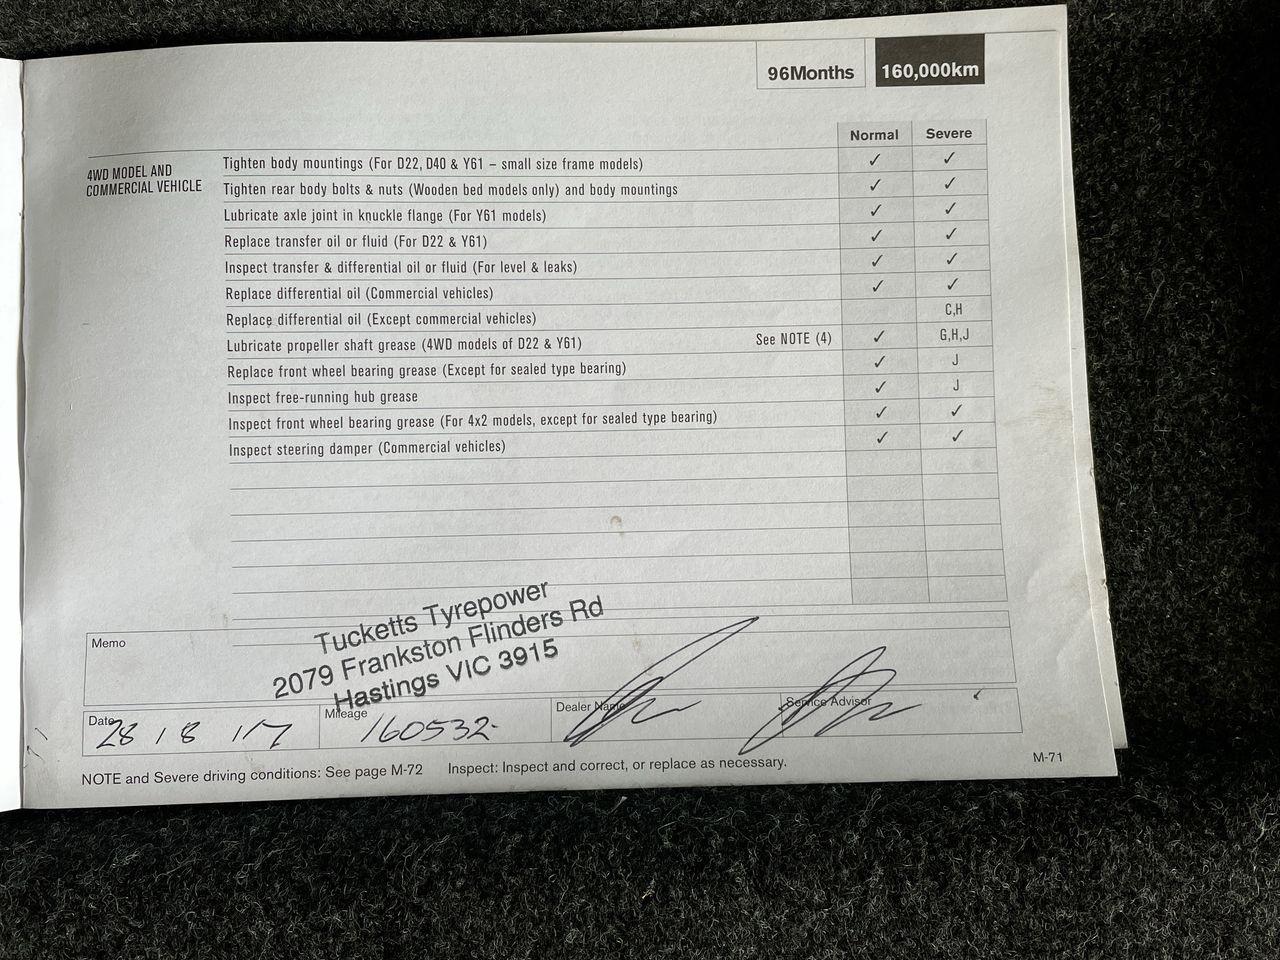 96Months 160,000km
Normal Severe
4WD MODEL AND
COMMERCIAL VEHICLE
Tighten body mountings (For D22, D40 & Y61 – small size frame models) ✓ ✓
Tighten rear body bolts & nuts (Wooden bed models only) and body mountings ✓ ✓
Lubricate axle joint in knuckle flange (For Y61 models) ✓ ✓
Replace transfer oil or fluid (For D22 & Y61) ✓ ✓
Inspect transfer & differential oil or fluid (For level & leaks) ✓ ✓
Replace differential oil (Commercial vehicles) ✓ ✓
Replace differential oil (Except commercial vehicles) C,H
Lubricate propeller shaft grease (4WD models of D22 & Y61) See NOTE (4) ✓ G,H,J
Replace front wheel bearing grease (Except for sealed type bearing) ✓ J
Inspect free-running hub grease ✓ J
Inspect front wheel bearing grease (For 4x2 models, except for sealed type bearing) ✓ ✓
Inspect steering damper (Commercial vehicles) ✓ ✓
Memo
Tucketts Tyrepower
2079 Frankston Flinders Rd
Hastings VIC 3915
Date 28 / 8 / 17 Mileage 160532- Dealer Name Service Advisor
NOTE and Severe driving conditions: See page M-72 Inspect: Inspect and correct, or replace as necessary.
M-71